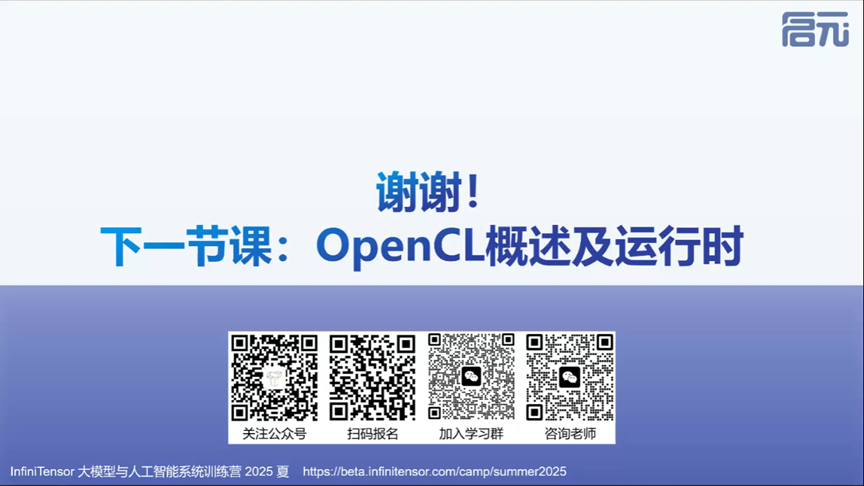 启元
谢谢！
下一节课：OpenCL概述及运行时
关注公众号 扫码报名 加入学习群 咨询老师
InfiniTensor 大模型与人工智能系统训练营 2025 夏 https://beta.infinitensor.com/camp/summer2025